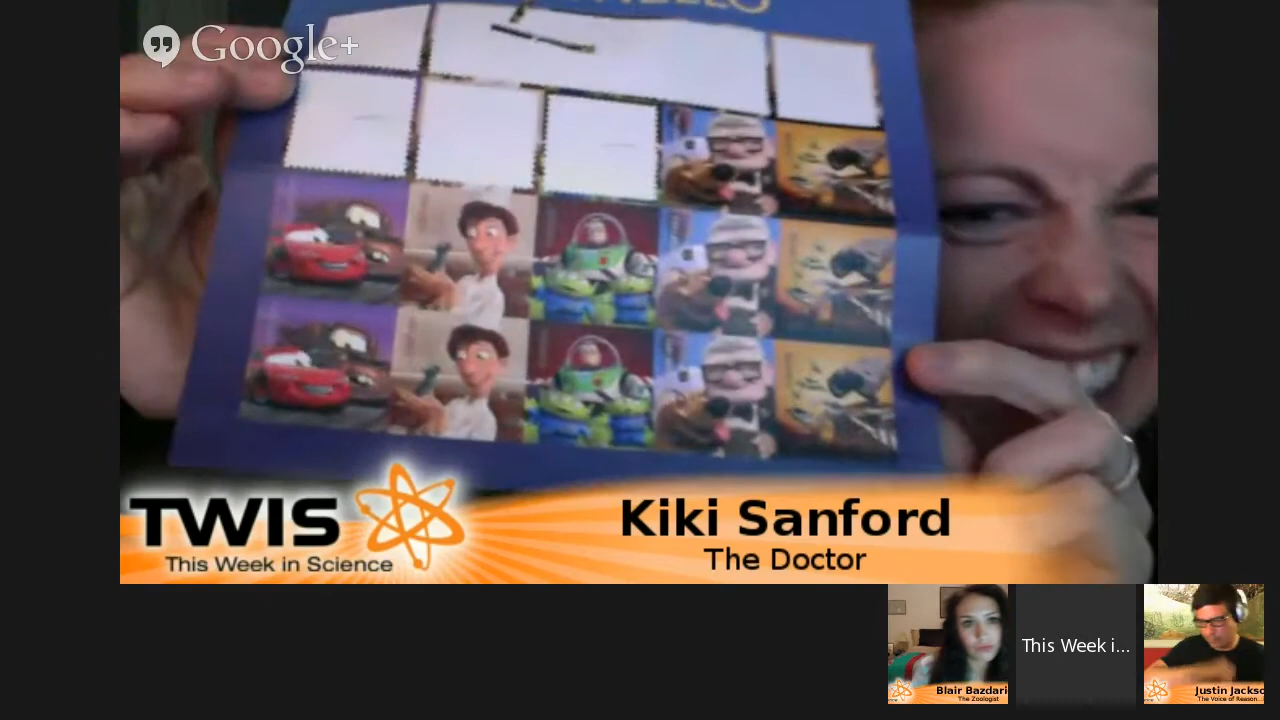 Google+
TWIS
This Week in Science
Kiki Sanford
The Doctor
This Week i...
Blair Bazdari
The Zoologist
Justin Jackso
The Voice of Reason...